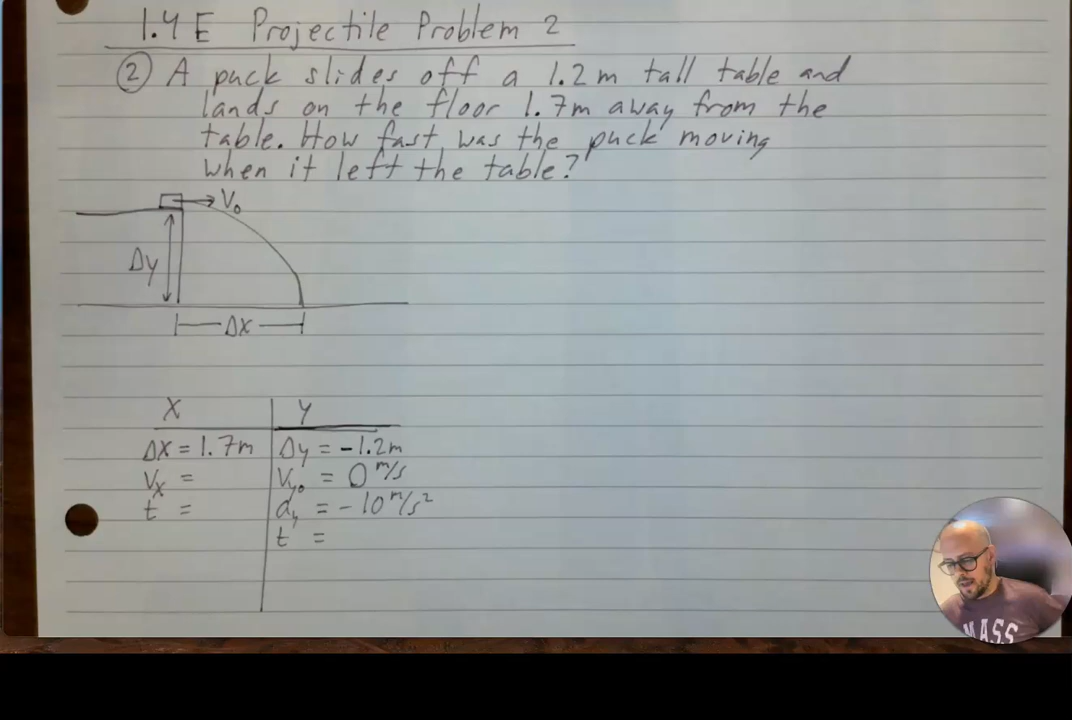 1.4 E Projectile Problem 2
② A puck slides off a 1.2m tall table and
lands on the floor 1.7m away from the
table. How fast was the puck moving
when it left the table?
V₀
Δy
ΔX
X Y
ΔX = 1.7m Δy = -1.2m
Vx = Vy₀ = 0 m/s
t = ay = -10 m/s²
t =
MASS